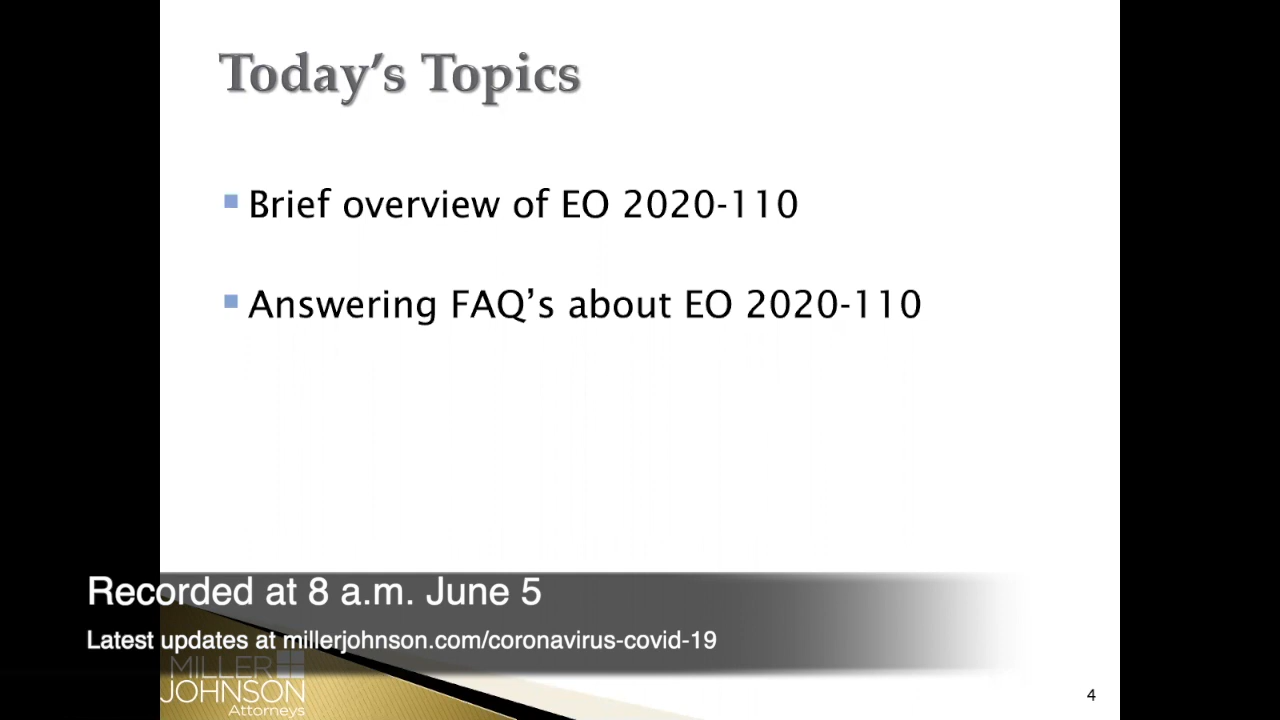 Today’s Topics
Brief overview of EO 2020-110
Answering FAQ’s about EO 2020-110
Recorded at 8 a.m. June 5
Latest updates at millerjohnson.com/coronavirus-covid-19
MILLER
JOHNSON
Attorneys
4